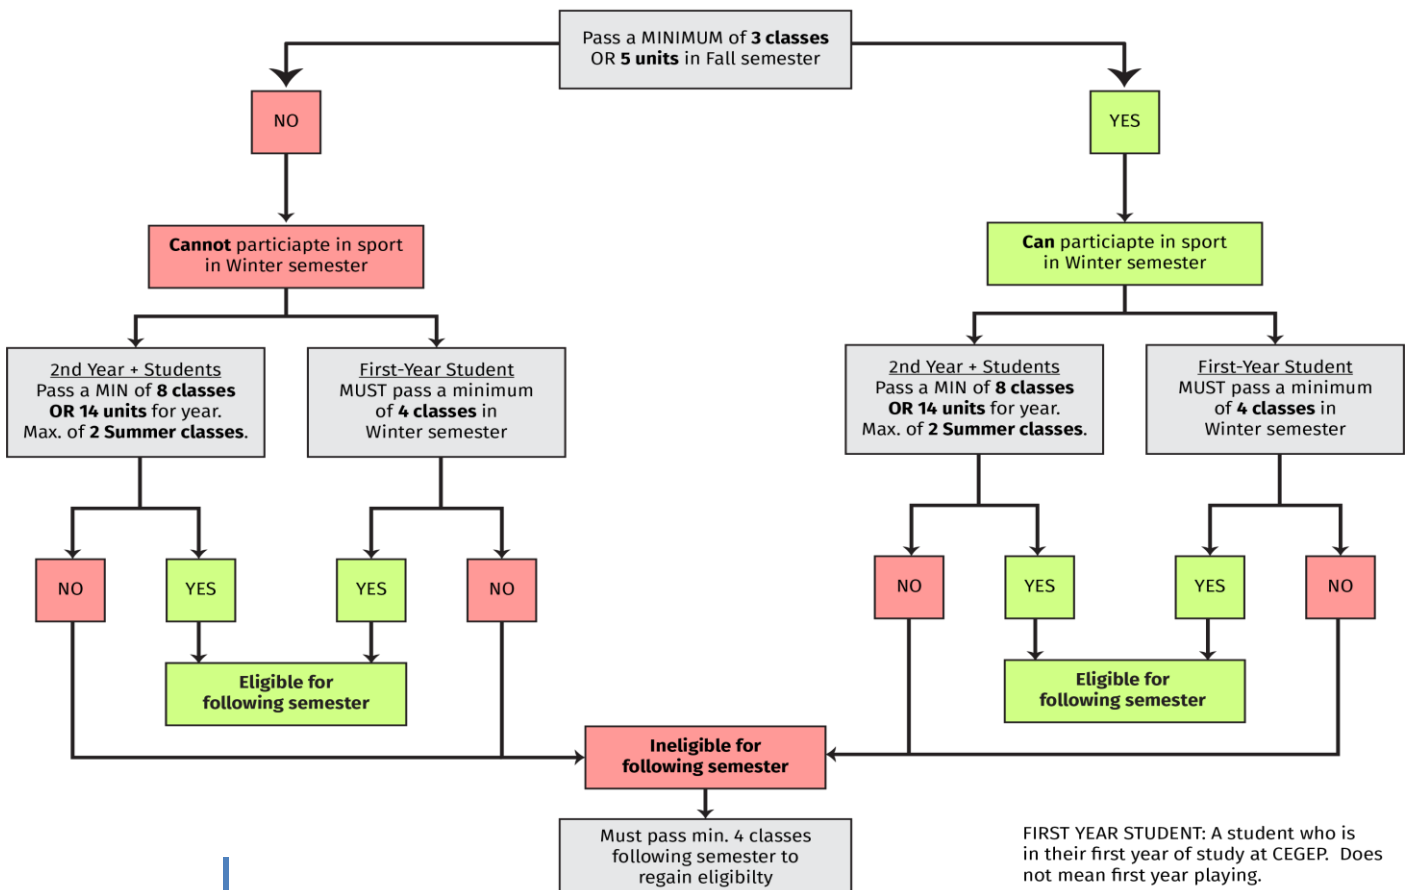 Pass a MINIMUM of 3 classes
OR 5 units in Fall semester
NO
YES
Cannot particiapte in sport
in Winter semester
Can particiapte in sport
in Winter semester
2nd Year + Students
Pass a MIN of 8 classes
OR 14 units for year.
Max. of 2 Summer classes.
First-Year Student
MUST pass a minimum
of 4 classes in
Winter semester
2nd Year + Students
Pass a MIN of 8 classes
OR 14 units for year.
Max. of 2 Summer classes.
First-Year Student
MUST pass a minimum
of 4 classes in
Winter semester
NO
YES
YES
NO
NO
YES
YES
NO
Eligible for
following semester
Eligible for
following semester
Ineligible for
following semester
Must pass min. 4 classes
following semester to
regain eligibilty
FIRST YEAR STUDENT: A student who is
in their first year of study at CEGEP. Does
not mean first year playing.